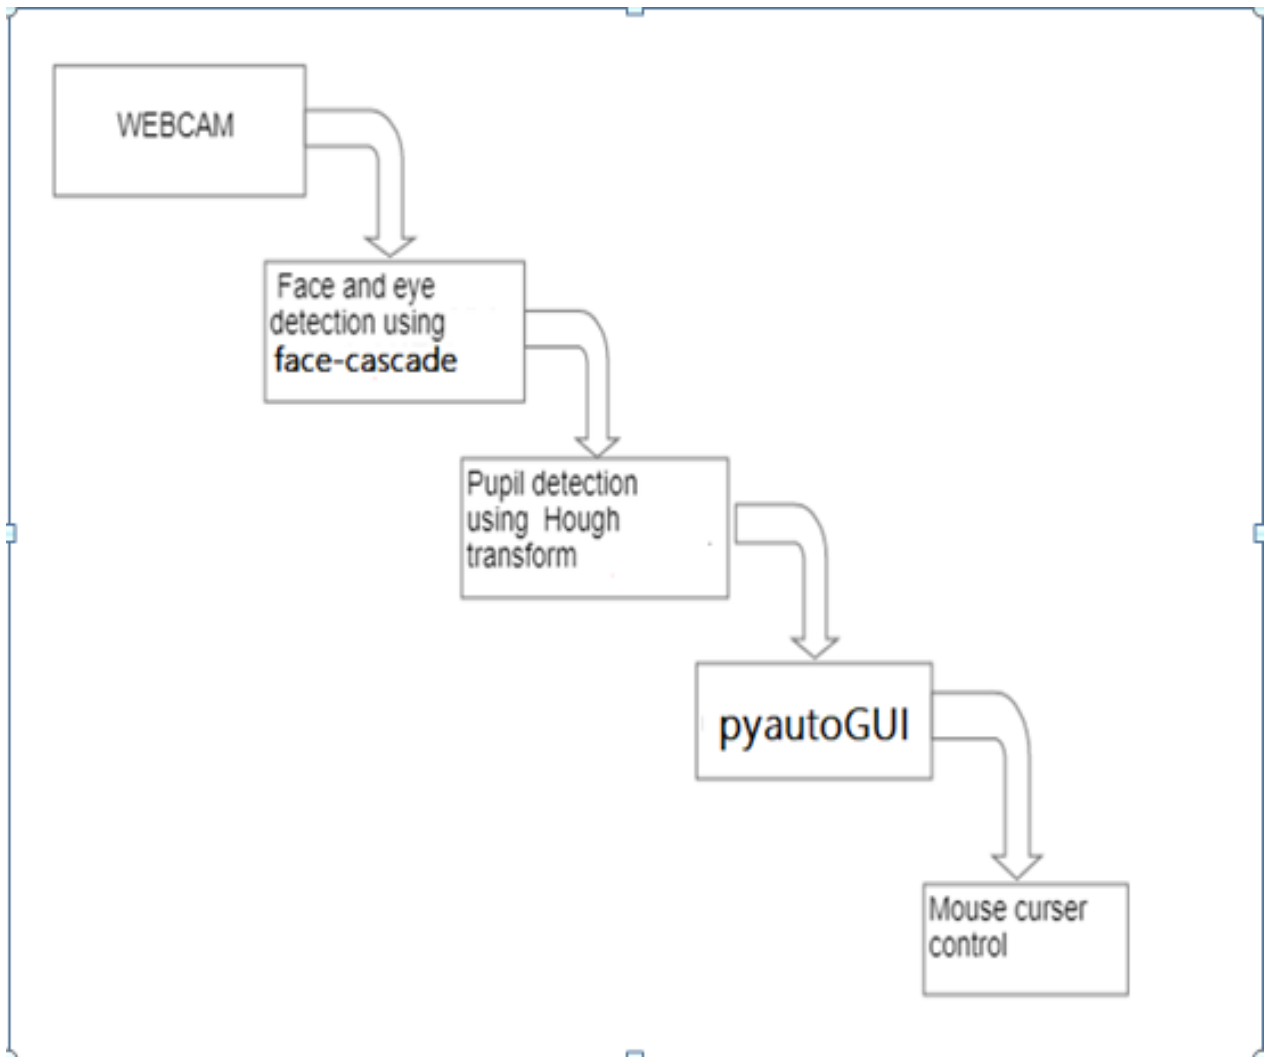 WEBCAM
Face and eye
detection using
face-cascade
Pupil detection
using Hough
transform
pyautoGUI
Mouse curser
control